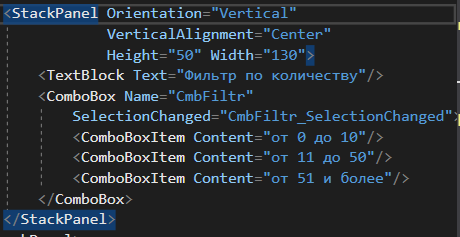 <StackPanel Orientation="Vertical"
VerticalAlignment="Center"
Height="50" Width="130">
<TextBlock Text="Фильтр по количеству"/>
<ComboBox Name="CmbFiltr"
SelectionChanged="CmbFiltr_SelectionChanged">
<ComboBoxItem Content="от 0 до 10"/>
<ComboBoxItem Content="от 11 до 50"/>
<ComboBoxItem Content="от 51 и более"/>
</ComboBox>
</StackPanel>